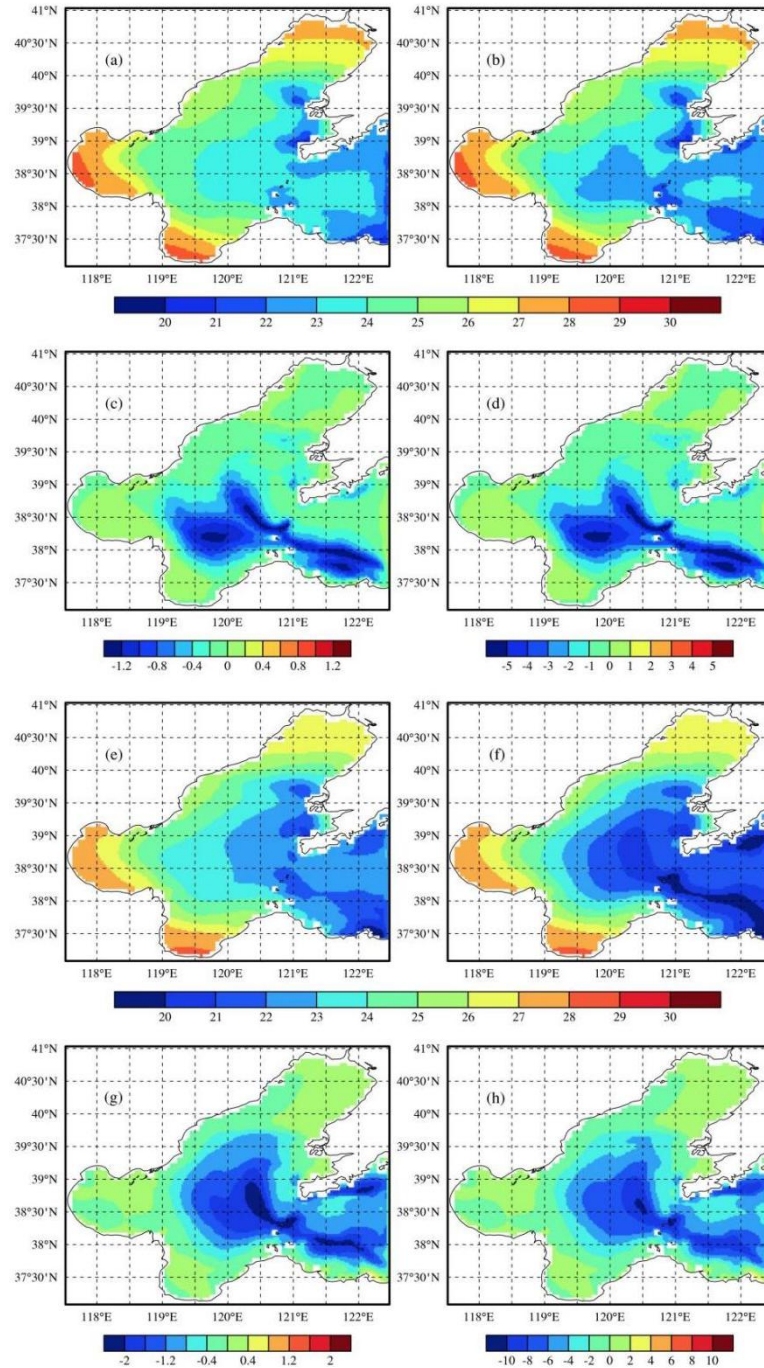 41°N
40°30'N
40°N
39°30'N
39°N
38°30'N
38°N
37°30'N
(a)
118°E 119°E 120°E 121°E 122°E
41°N
40°30'N
40°N
39°30'N
39°N
38°30'N
38°N
37°30'N
(b)
118°E 119°E 120°E 121°E 122°E
20 21 22 23 24 25 26 27 28 29 30
41°N
40°30'N
40°N
39°30'N
39°N
38°30'N
38°N
37°30'N
(c)
118°E 119°E 120°E 121°E 122°E
-1.2 -0.8 -0.4 0 0.4 0.8 1.2
41°N
40°30'N
40°N
39°30'N
39°N
38°30'N
38°N
37°30'N
(d)
118°E 119°E 120°E 121°E 122°E
-5 -4 -3 -2 -1 0 1 2 3 4 5
41°N
40°30'N
40°N
39°30'N
39°N
38°30'N
38°N
37°30'N
(e)
118°E 119°E 120°E 121°E 122°E
41°N
40°30'N
40°N
39°30'N
39°N
38°30'N
38°N
37°30'N
(f)
118°E 119°E 120°E 121°E 122°E
20 21 22 23 24 25 26 27 28 29 30
41°N
40°30'N
40°N
39°30'N
39°N
38°30'N
38°N
37°30'N
(g)
118°E 119°E 120°E 121°E 122°E
-2 -1.2 -0.4 0.4 1.2 2
41°N
40°30'N
40°N
39°30'N
39°N
38°30'N
38°N
37°30'N
(h)
118°E 119°E 120°E 121°E 122°E
-10 -8 -6 -4 -2 0 2 4 6 8 10